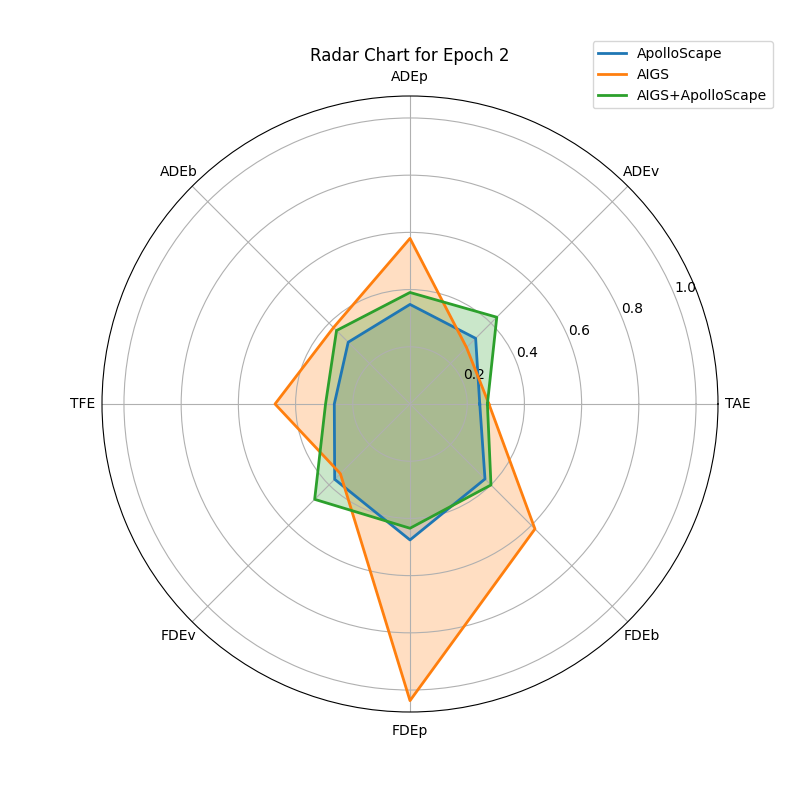 Radar Chart for Epoch 2
ApolloScape
AIGS
AIGS+ApolloScape
ADEp
ADEb
ADEv
1.0
0.8
0.6
0.4
0.2
TFE
TAE
FDEv
FDEb
FDEp